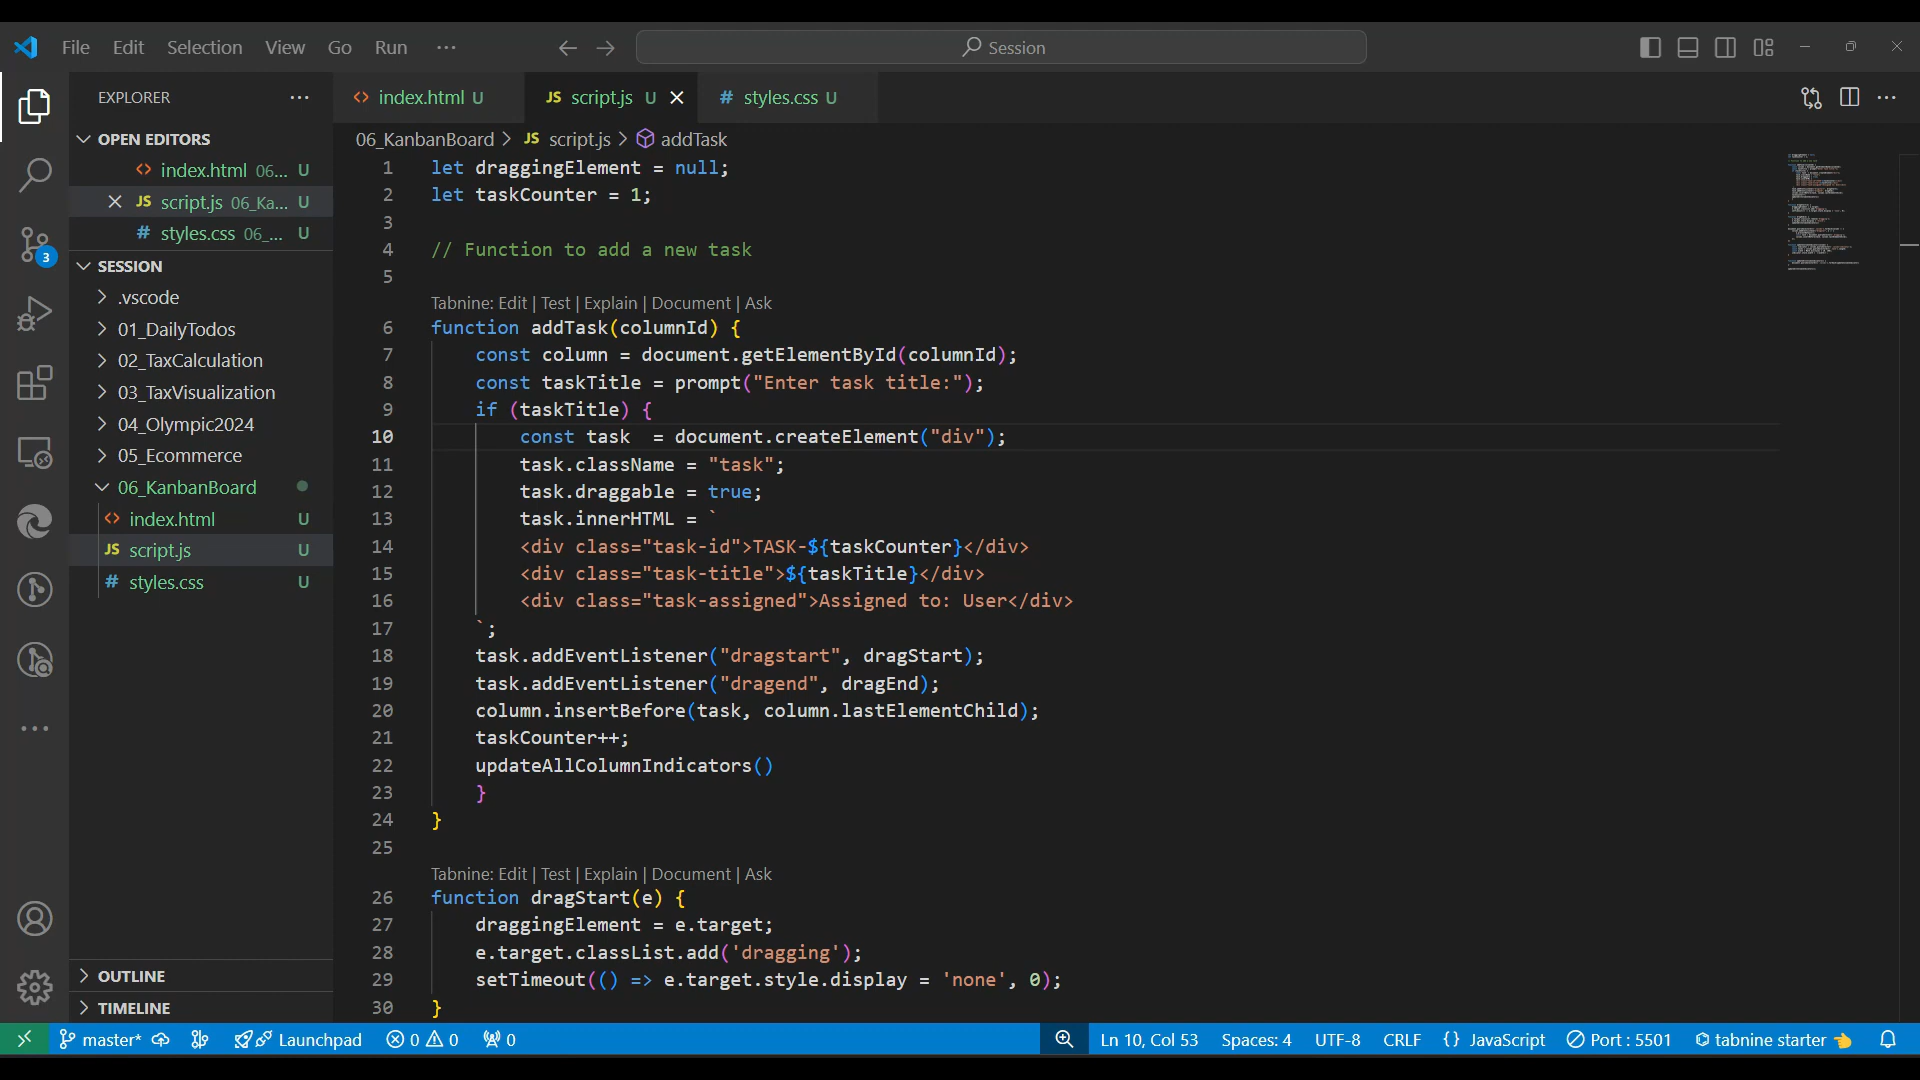 File Edit Selection View Go Run ···
Session
EXPLORER ···
OPEN EDITORS
index.html 06... U
script.js 06_Ka... U
styles.css 06_... U
SESSION
.vscode
01_DailyTodos
02_TaxCalculation
03_TaxVisualization
04_Olympic2024
05_Ecommerce
06_KanbanBoard
index.html U
JS script.js U
# styles.css U
OUTLINE
TIMELINE
3
<> index.html U JS script.js U # styles.css U
06_KanbanBoard > JS script.js > addTask
1 let draggingElement = null;
2 let taskCounter = 1;
3
4 // Function to add a new task
5
Tabnine: Edit | Test | Explain | Document | Ask
6 function addTask(columnId) {
7 const column = document.getElementById(columnId);
8 const taskTitle = prompt("Enter task title:");
9 if (taskTitle) {
10 const task  = document.createElement("div");
11 task.className = "task";
12 task.draggable = true;
13 task.innerHTML = `
14 <div class="task-id">TASK-${taskCounter}</div>
15 <div class="task-title">${taskTitle}</div>
16 <div class="task-assigned">Assigned to: User</div>
17 `;
18 task.addEventListener("dragstart", dragStart);
19 task.addEventListener("dragend", dragEnd);
20 column.insertBefore(task, column.lastElementChild);
21 taskCounter++;
22 updateAllColumnIndicators()
23 }
24 }
25
Tabnine: Edit | Test | Explain | Document | Ask
26 function dragStart(e) {
27 draggingElement = e.target;
28 e.target.classList.add('dragging');
29 setTimeout(() => e.target.style.display = 'none', 0);
30 }
master* Launchpad 0 0 0 Ln 10, Col 53 Spaces: 4 UTF-8 CRLF {} JavaScript Port : 5501 tabnine starter